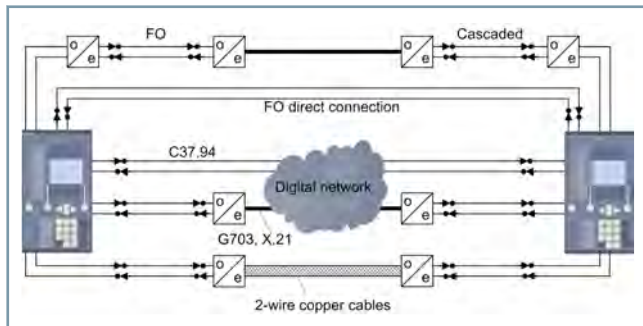 FO
Cascaded
o
e
o
e
o
e
o
e
FO direct connection
C37.94
Digital network
o
e
o
e
G703, X.21
o
e
o
e
2-wire copper cables